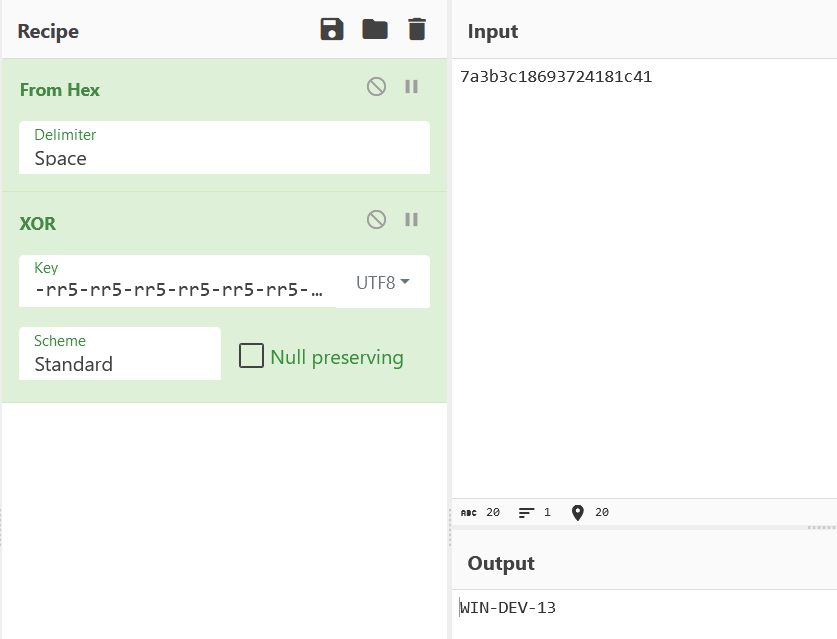 Recipe
From Hex
Delimiter
Space
XOR
Key
-rr5-rr5-rr5-rr5-rr5-rr5-…
UTF8
Scheme
Standard
Null preserving
Input
7a3b3c18693724181c41
ABC 20 1 20
Output
WIN-DEV-13